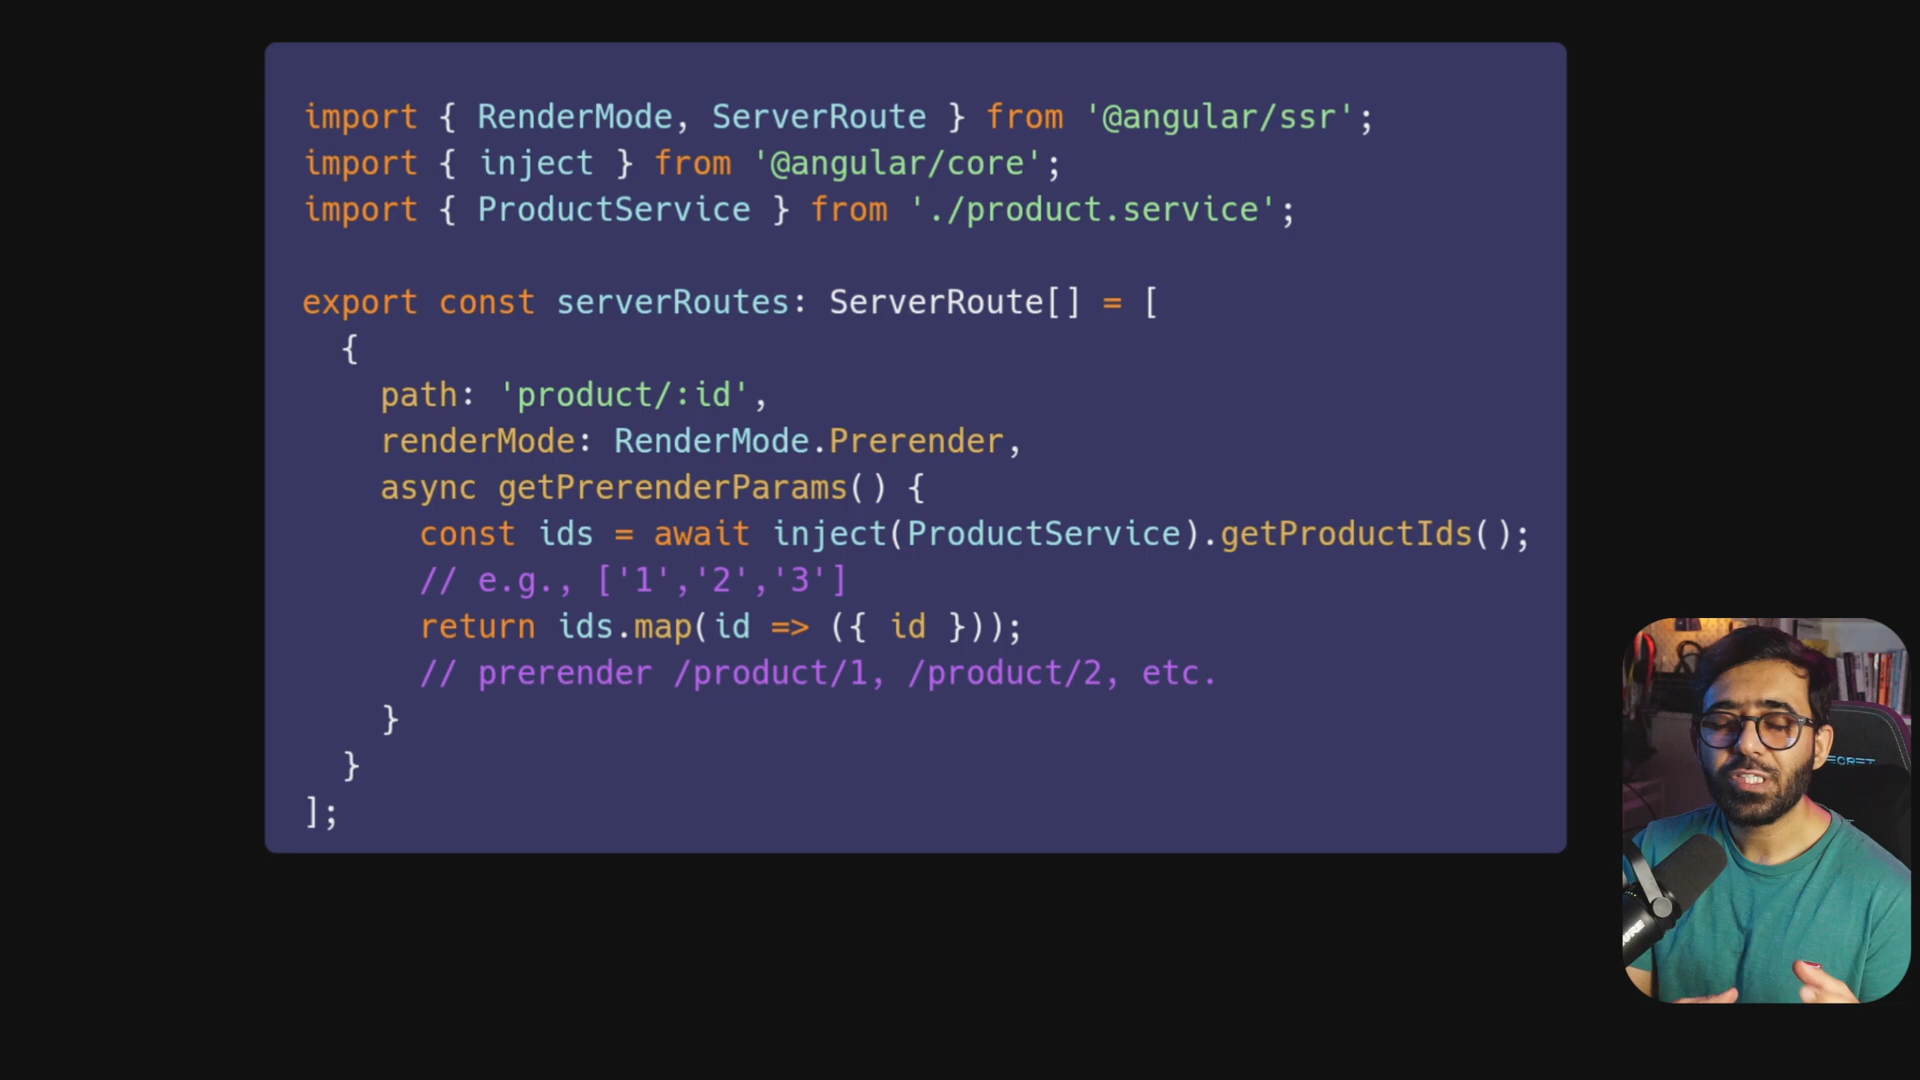 import { RenderMode, ServerRoute } from '@angular/ssr';
import { inject } from '@angular/core';
import { ProductService } from './product.service';
export const serverRoutes: ServerRoute[] = [
{
path: 'product/:id',
renderMode: RenderMode.Prerender,
async getPrerenderParams() {
const ids = await inject(ProductService).getProductIds();
// e.g., ['1','2','3']
return ids.map(id => ({ id }));
// prerender /product/1, /product/2, etc.
}
}
];